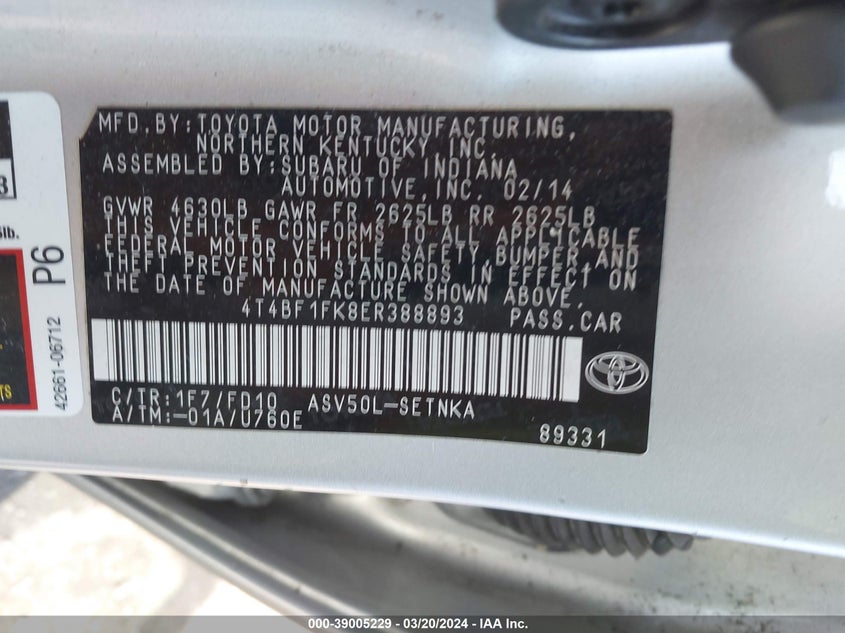 MFD.BY:TOYOTA MOTOR MANUFACTURING,
NORTHERN KENTUCKY, INC.
ASSEMBLED BY:SUBARU OF INDIANA
AUTOMOTIVE,INC. 02/14
GVWR 4630LB GAWR FR 2625LB RR 2625LB
THIS VEHICLE CONFORMS TO ALL APPLICABLE
FEDERAL MOTOR VEHICLE SAFETY,BUMPER,AND
THEFT PREVENTION STANDARDS IN EFFECT ON
THE DATE OF MANUFACTURE SHOWN ABOVE.
4T4BF1FK8ER388893 PASS.CAR
C/TR:1F7/FD10 ASV50L-SETNKA
A/TM:-01A/U760E
89331
3
lb.
P6
42661-06712
TS
000-39005229 - 03/20/2024 - IAA Inc.